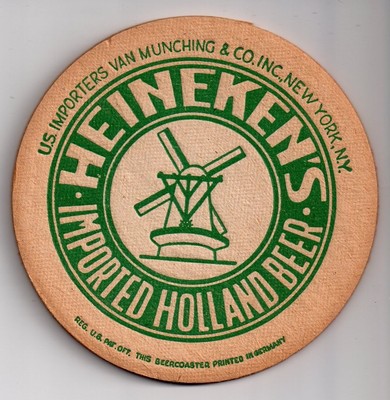 U.S. IMPORTERS VAN MUNCHING & CO. INC., NEW YORK, N.Y.
HEINEKEN'S
· IMPORTED HOLLAND BEER ·
REG. U.S. PAT. OFF. THIS BEERCOASTER PRINTED IN GERMANY